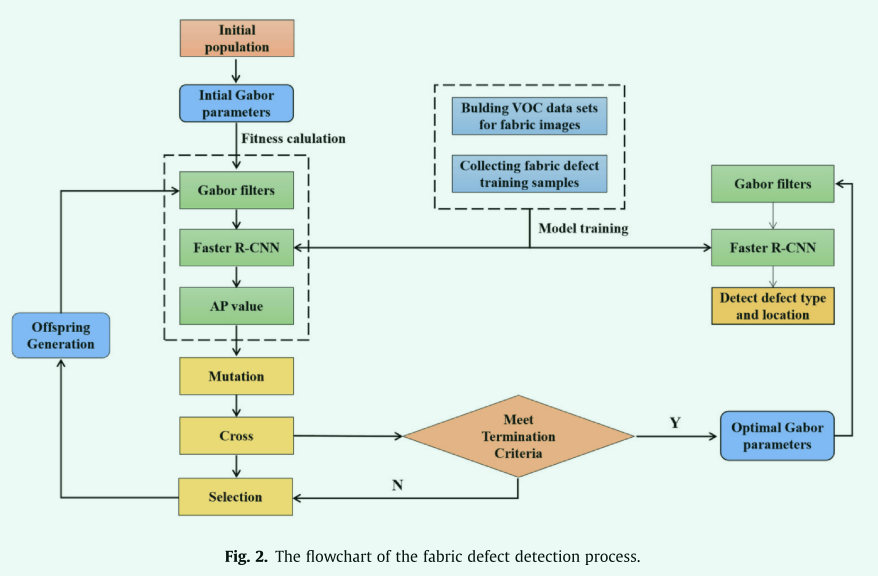 Initial
population
Intial Gabor
parameters
Fitness calulation
Gabor filters
Faster R-CNN
AP value
Offspring
Generation
Mutation
Cross
Selection
Bulding VOC data sets
for fabric images
Collecting fabric defect
training samples
Model training
Gabor filters
Faster R-CNN
Detect defect type
and location
Meet
Termination
Criteria
Y
N
Optimal Gabor
parameters
Fig. 2. The flowchart of the fabric defect detection process.